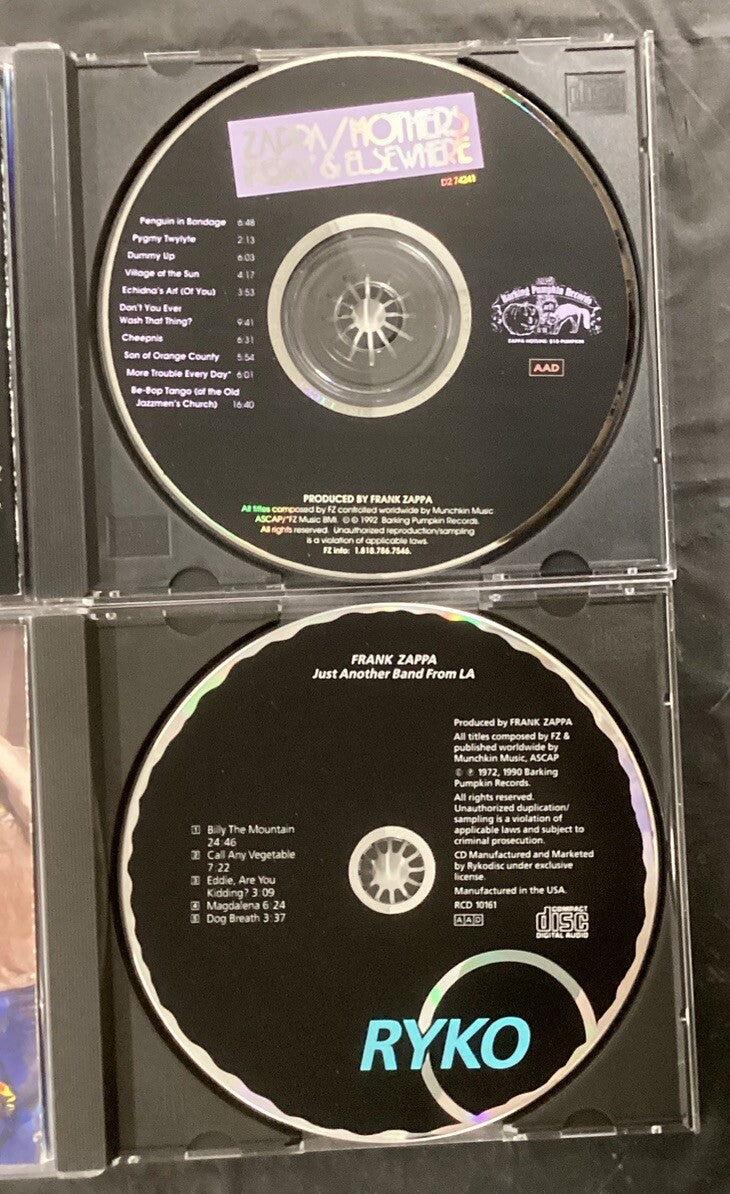 ZAPPA/MOTHERS
ROXY & ELSEWHERE
D2 74241
Penguin in Bondage 6:48
Pygmy Twylyte 2:13
Dummy Up 6:03
Village of the Sun 4:17
Echidna's Arf (Of You) 3:53
Don't You Ever
Wash That Thing? 9:41
Cheepnis 6:31
Son of Orange County 5:54
More Trouble Every Day* 6:01
Be-Bop Tango (of the Old
Jazzmen's Church) 16:40
Barking Pumpkin Records
ZAPPA HOTLINE: 818-PUMPKIN
AAD
PRODUCED BY FRANK ZAPPA
All titles composed by FZ controlled worldwide by Munchkin Music
ASCAP/*FZ Music BMI. © ℗ 1992 Barking Pumpkin Records.
All rights reserved. Unauthorized reproduction/sampling
is a violation of applicable laws.
FZ info: 1.818.786.7546.
disc
FRANK ZAPPA
Just Another Band From LA
Produced by FRANK ZAPPA
All titles composed by FZ &
published worldwide by
Munchkin Music, ASCAP
© ℗ 1972, 1990 Barking
Pumpkin Records.
All rights reserved.
Unauthorized duplication/
sampling is a violation of
applicable laws and subject to
criminal prosecution.
CD Manufactured and Marketed
by Rykodisc under exclusive
license.
Manufactured in the USA.
RCD 10161
AAD
COMPACT
disc
DIGITAL AUDIO
1 Billy The Mountain
24:46
2 Call Any Vegetable
7:22
3 Eddie, Are You
Kidding? 3:09
4 Magdalena 6:24
5 Dog Breath 3:37
RYKO